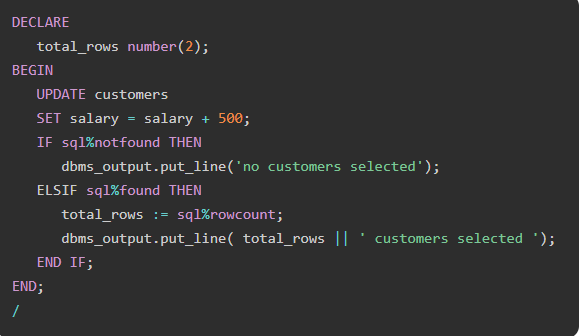 DECLARE
   total_rows number(2);
BEGIN
   UPDATE customers
   SET salary = salary + 500;
   IF sql%notfound THEN
      dbms_output.put_line('no customers selected');
   ELSIF sql%found THEN
      total_rows := sql%rowcount;
      dbms_output.put_line( total_rows || ' customers selected ');
   END IF;
END;
/